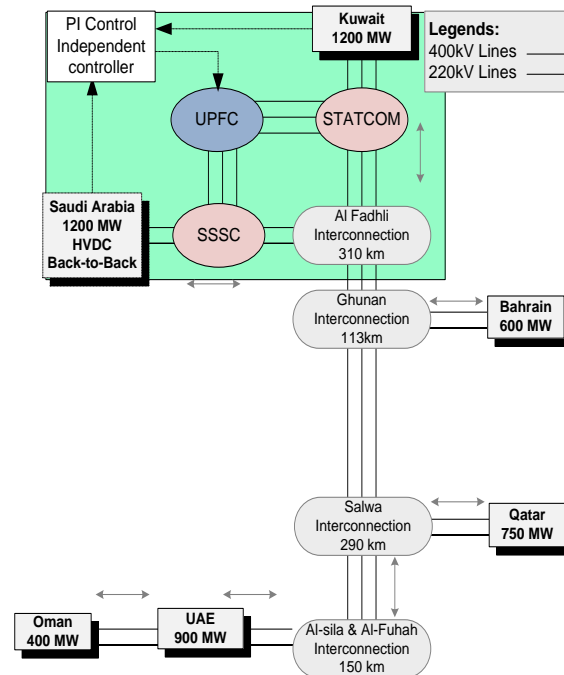 PI Control
Independent
controller
Kuwait
1200 MW
Legends:
400kV Lines
220kV Lines
UPFC
STATCOM
Saudi Arabia
1200 MW
HVDC
Back-to-Back
SSSC
Al Fadhli
Interconnection
310 km
Ghunan
Interconnection
113km
Bahrain
600 MW
Salwa
Interconnection
290 km
Qatar
750 MW
Oman
400 MW
UAE
900 MW
Al-sila & Al-Fuhah
Interconnection
150 km